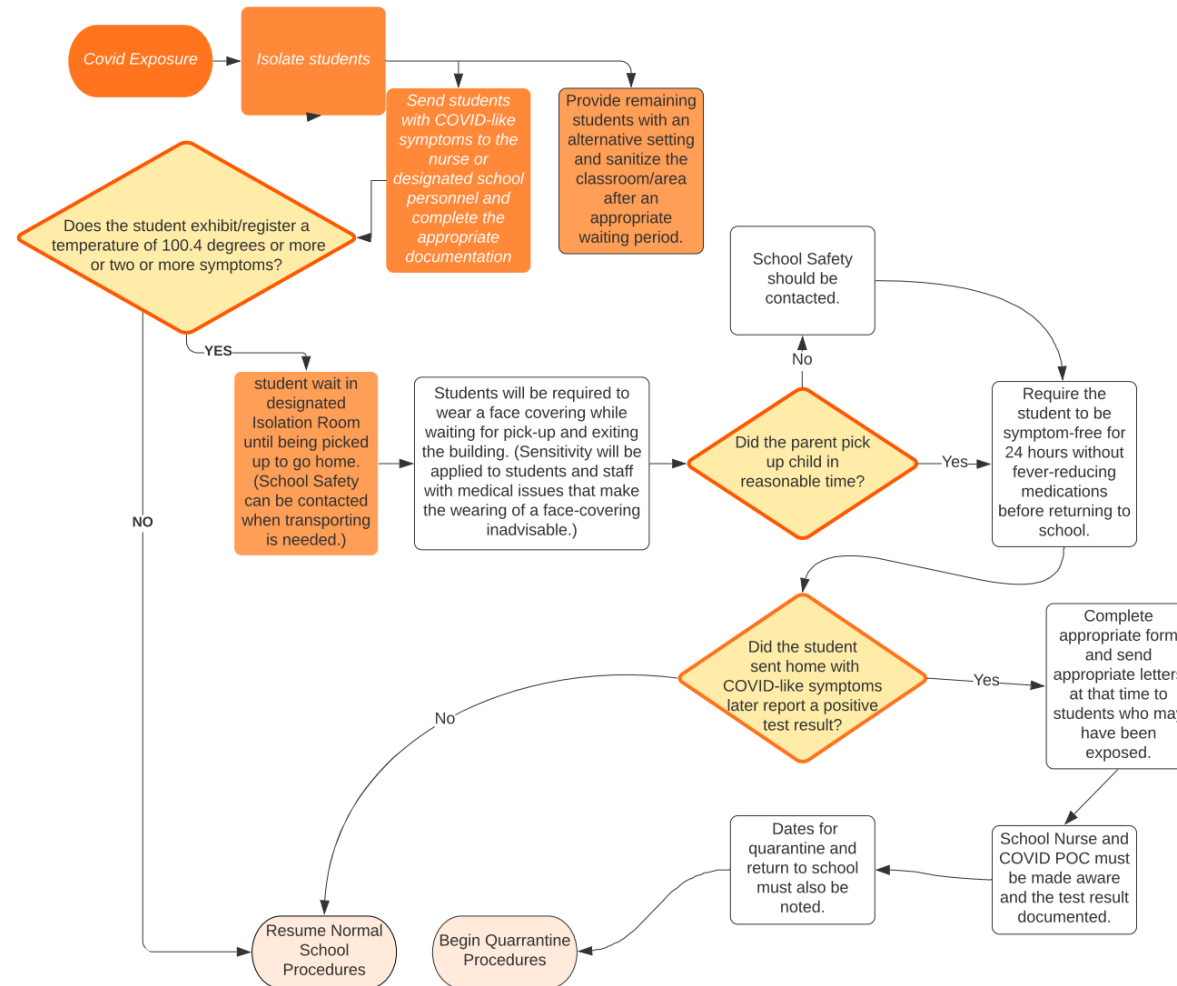 Covid Exposure
Isolate students
Send students
with COVID-like
symptoms to the
nurse or
designated school
personnel and
complete the
appropriate
documentation
Provide remaining
students with an
alternative setting
and sanitize the
classroom/area
after an
appropriate
waiting period.
Does the student exhibit/register a
temperature of 100.4 degrees or more
or two or more symptoms?
YES
NO
student wait in
designated
Isolation Room
until being picked
up to go home.
(School Safety
can be contacted
when transporting
is needed.)
Students will be required to
wear a face covering while
waiting for pick-up and exiting
the building. (Sensitivity will be
applied to students and staff
with medical issues that make
the wearing of a face-covering
inadvisable.)
Did the parent pick
up child in
reasonable time?
No
School Safety
should be
contacted.
Yes
Require the
student to be
symptom-free for
24 hours without
fever-reducing
medications
before returning to
school.
Did the student
sent home with
COVID-like symptoms
later report a positive
test result?
No
Yes
Complete
appropriate form
and send
appropriate letters
at that time to
students who may
have been
exposed.
School Nurse and
COVID POC must
be made aware
and the test result
documented.
Dates for
quarantine and
return to school
must also be
noted.
Resume Normal
School
Procedures
Begin Quarrantine
Procedures